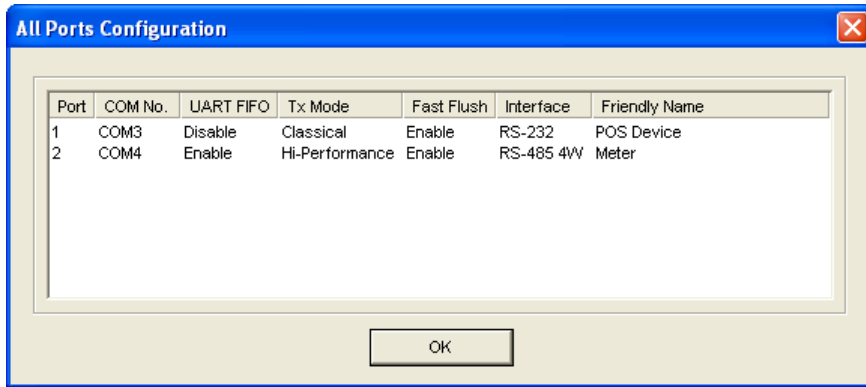 All Ports Configuration
Port COM No. UART FIFO Tx Mode Fast Flush Interface Friendly Name
1 COM3 Disable Classical Enable RS-232 POS Device
2 COM4 Enable Hi-Performance Enable RS-485 4W Meter
OK